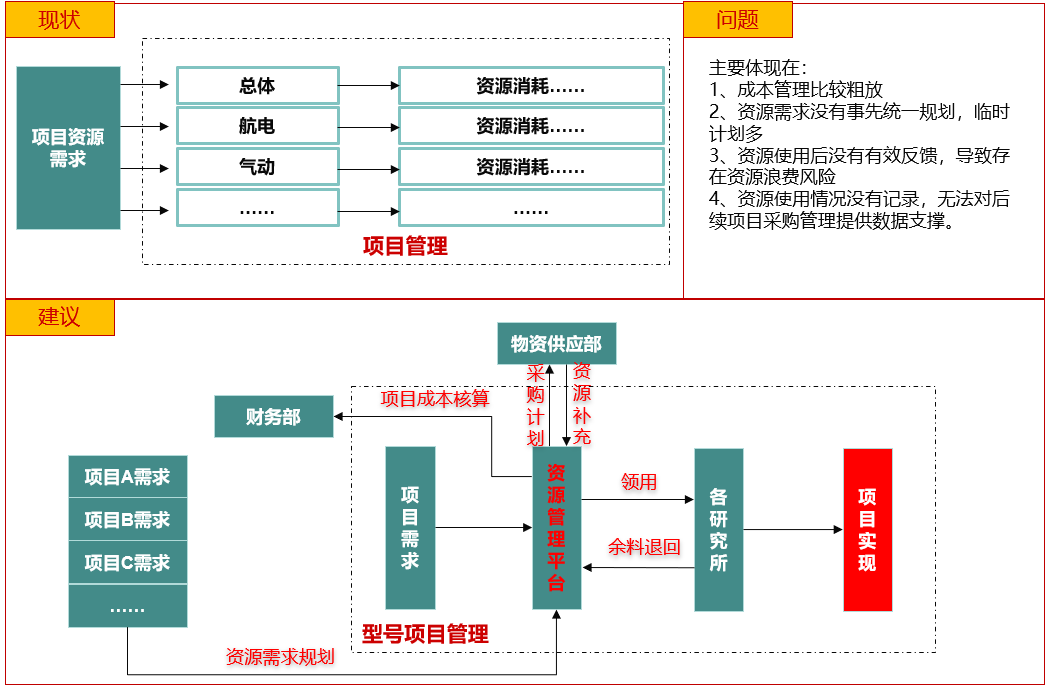 现状
问题
项目资源
需求
总体
资源消耗……
航电
资源消耗……
气动
资源消耗……
……
……
项目管理
主要体现在：
1、成本管理比较粗放
2、资源需求没有事先统一规划，临时
计划多
3、资源使用后没有有效反馈，导致存
在资源浪费风险
4、资源使用情况没有记录，无法对后
续项目采购管理提供数据支撑。
建议
物资供应部
采购计划
资源补充
财务部
项目成本核算
项目A需求
项目B需求
项目C需求
……
项目需求
资源管理平台
领用
余料退回
各研究所
项目实现
型号项目管理
资源需求规划